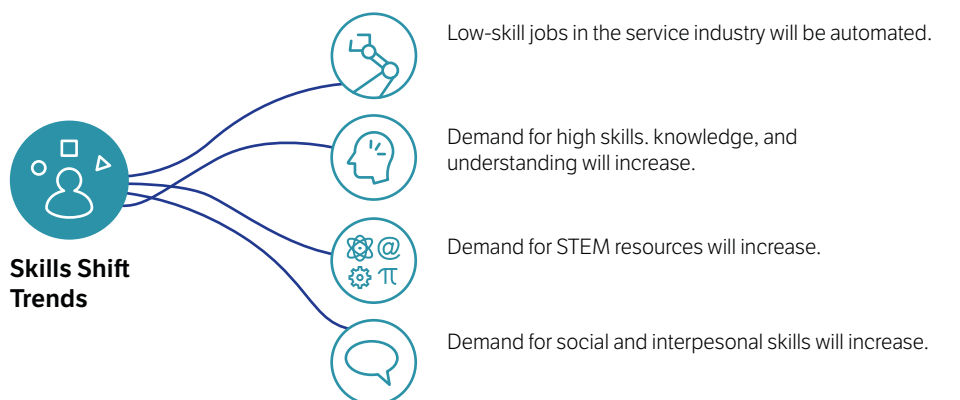 Low-skill jobs in the service industry will be automated.
Demand for high skills. knowledge, and
understanding will increase.
@
π
Demand for STEM resources will increase.
Skills Shift
Trends
Demand for social and interpesonal skills will increase.